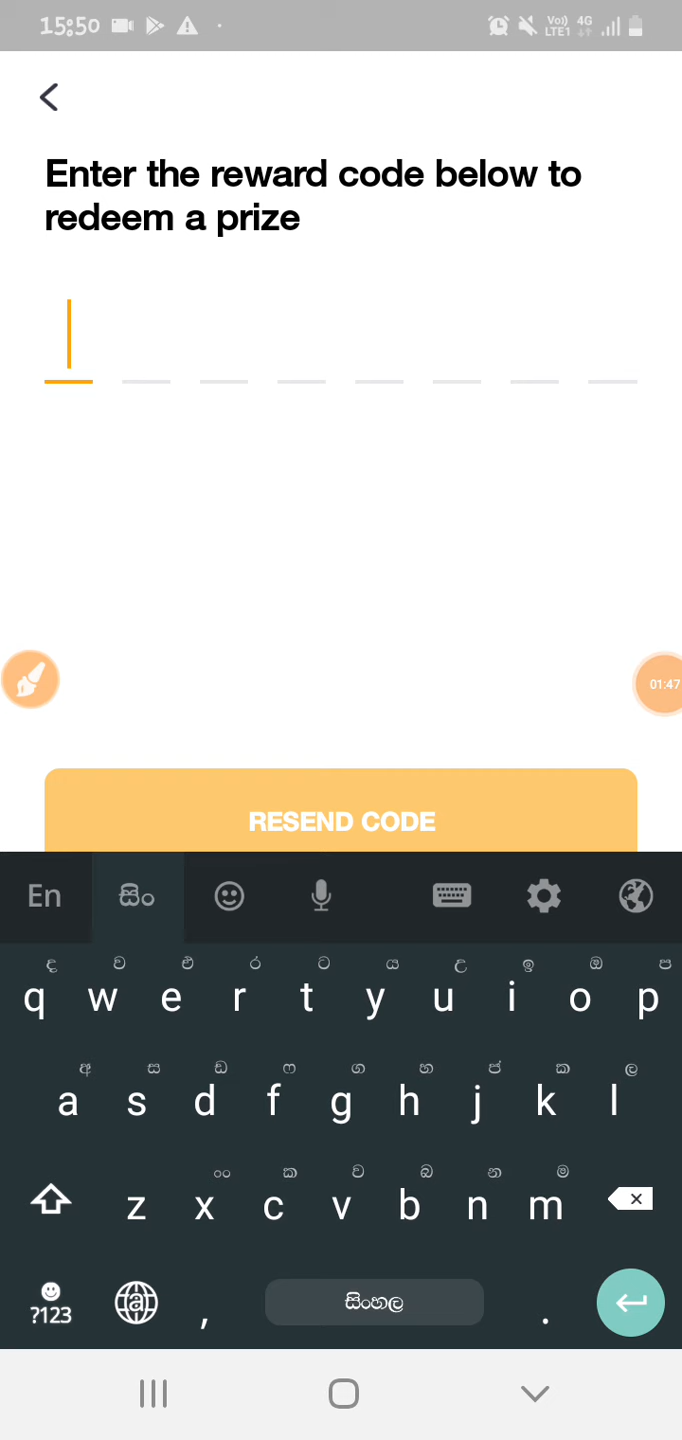 15:50 Vo)) LTE1 4G
Enter the reward code below to
redeem a prize
01:47
RESEND CODE
En සිං
ද ව එ ර ට ය උ ඉ ඔ ප
q w e r t y u i o p
අ ස ඩ ෆ ග හ ජ ක ල
a s d f g h j k l
ං ක ව බ න ම
z x c v b n m
?123 a , සිංහල .